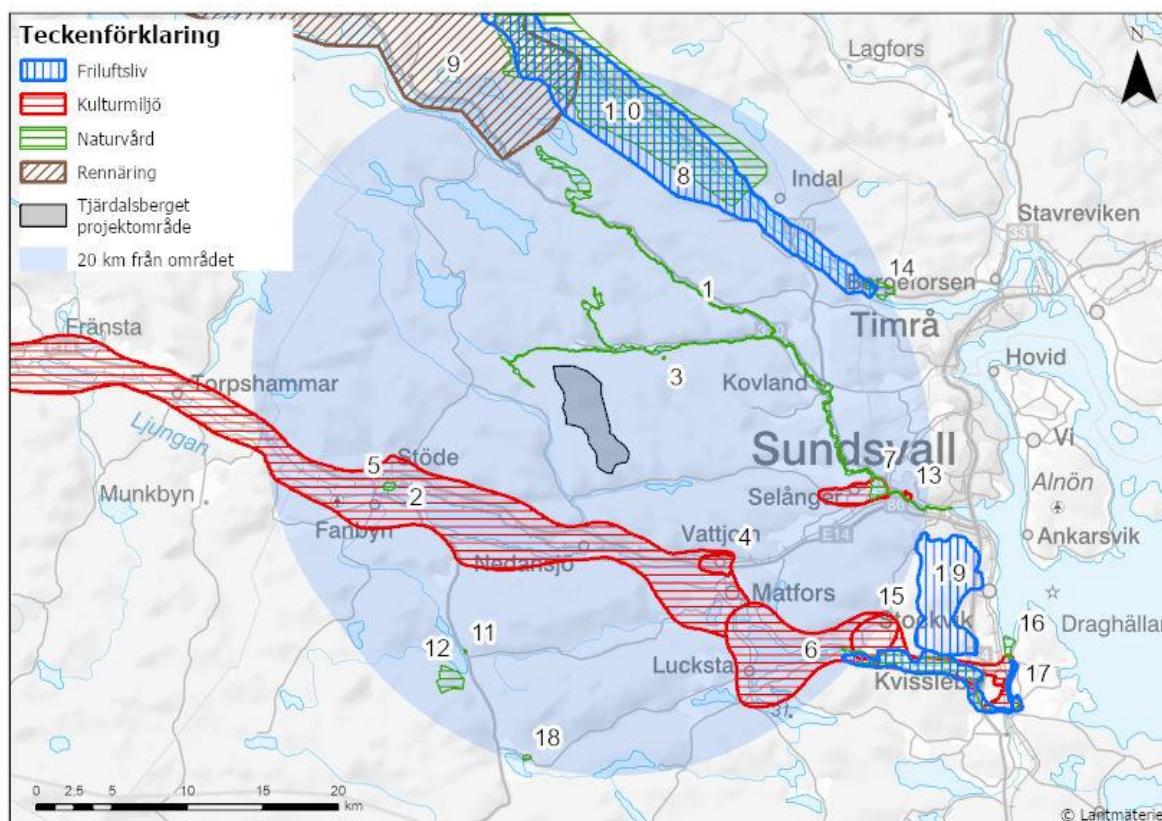 Teckenförklaring
Friluftsliv
Kulturmiljö
Naturvård
Rennäring
Tjärdalsberget
projektområde
20 km från området
N
Lagfors
9
10
8
Indal
Stavreviken
331
14
Bergeforsen
1
Timrå
Fränsta
Hovid
3
Torpshammar
Kovland
Ljungan
Sundsvall
Vi
5
Stöde
7
13
Alnön
Munkbyn
2
Selånger
86
Fanbyn
Ankarsvik
4
E14
Vattjom
Nedansjö
19
Matfors
15
Stockvik
16
Draghällan
11
12
6
Lucksta
Kvissleby
17
31
18
0 2.5 5 10 15 20
km
© Lantmäteriet